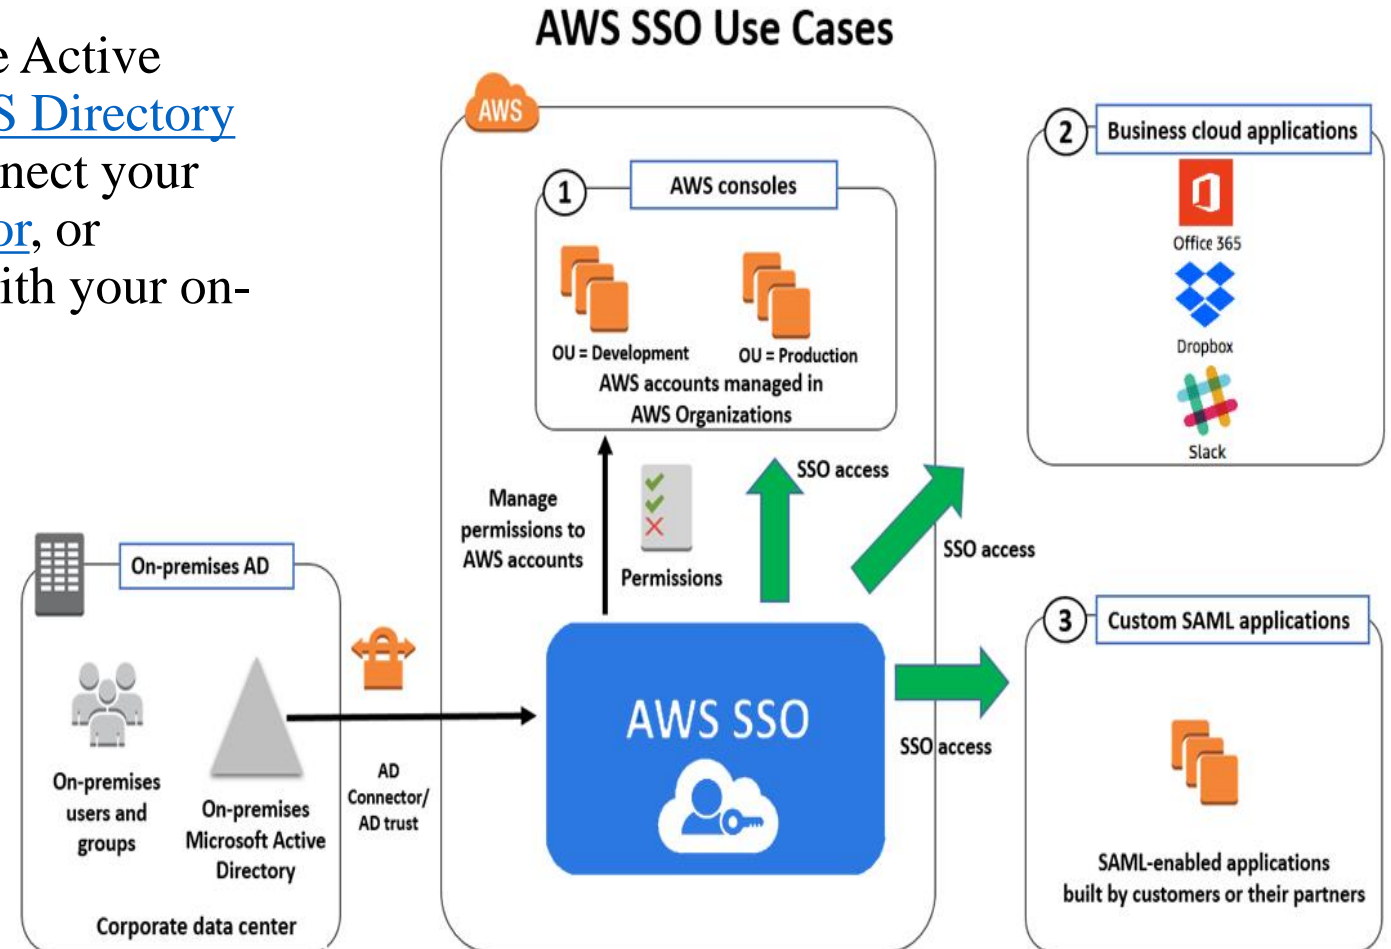 AWS SSO Use Cases
e Active
S Directory
nnect your
or, or
ith your on-
AWS
1
AWS consoles
OU = Development
OU = Production
AWS accounts managed in
AWS Organizations
2
Business cloud applications
Office 365
Dropbox
Slack
Manage
permissions to
AWS accounts
Permissions
SSO access
SSO access
SSO access
On-premises AD
On-premises
users and
groups
On-premises
Microsoft Active
Directory
Corporate data center
AD
Connector/
AD trust
AWS SSO
3
Custom SAML applications
SAML-enabled applications
built by customers or their partners